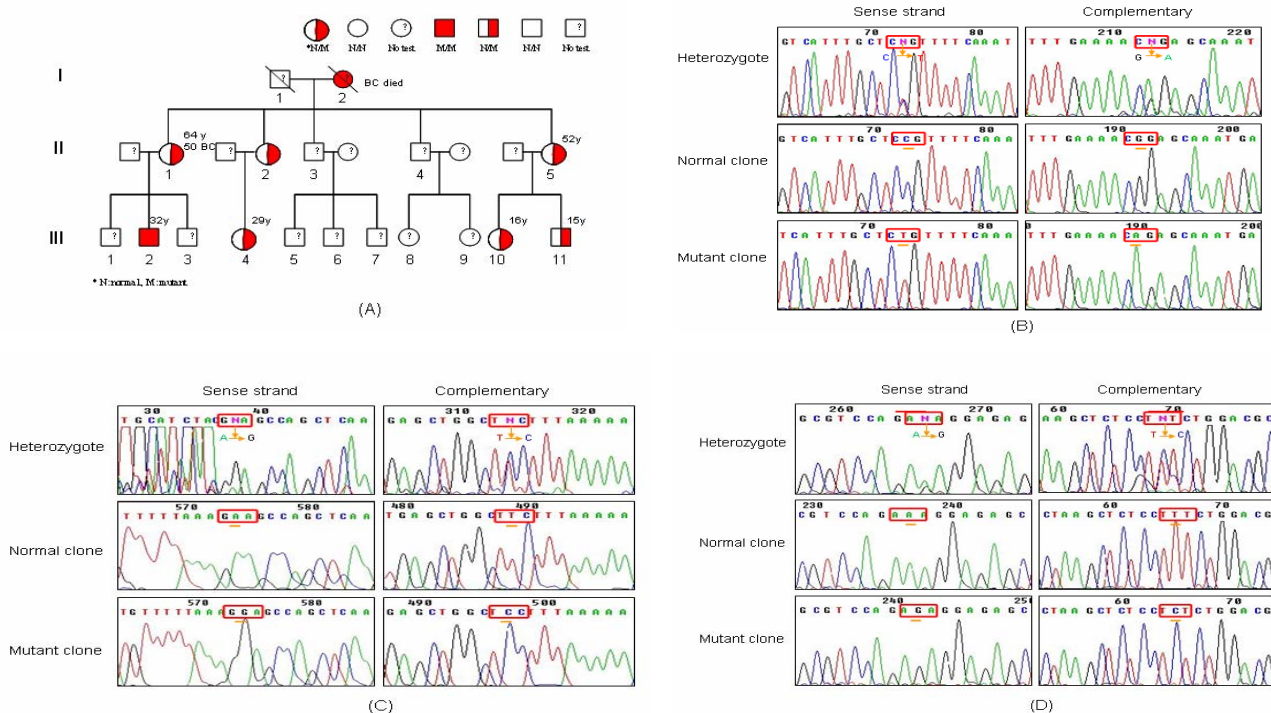 *N/M N/N No test. M/M N/M N/N No test.
I
? 1 2 BC died
II
64 y
50 BC
52y
? 1 ? 2 ? 3 ? ? 4 ? ? 5
III
32y 29y 16y 15y
? ? ? ? ? ? ? ?
1 2 3 4 5 6 7 8 9 10 11
* N:normal, M:mutant
(A)
Sense strand Complementary
Heterozygote
70 80
G T C A T T T G C T C N G T T T T C A A A T
C T
210 220
T T T G A A A A A C N G A G C A A A T
G A
Normal clone
70 80
G T C A T T T G C T C C G T T T T C A A A T
190 200
T T T G A A A A C G G A G C A A A T G A
Mutant clone
70 80
T C A T T T G C T C T G T T T T C A A A T
190 200
T T T G A A A A C A G A G C A A A T G A
(B)
Sense strand Complementary
Heterozygote
30 40
T G C A T C T A C G N A G C C A G C T C A A
A G
310 320
G A G C T G G C T N C T T T A A A A A
T C
Normal clone
570 580
T T T T T A A A G A A G C C A G C T C A A
480 490
T G A G C T G G C T T C T T T A A A A A
Mutant clone
570 580
T G T T T T T A A A G G A G C C A G C T C A A
490 500
G A G C T G G C T C C T T T A A A A A
(C)
Sense strand Complementary
Heterozygote
260 270
G C G T C C A G A N A G G A G A G
A G
60 70
A A G C T C T C C T N T C T G G A C G C
T C
Normal clone
230 240
C G T C C A G A A A G G A G A G C
70
C T A A G C T C T C C T T T C T G G A C G
Mutant clone
240
G C G T C C A G A G A G G A G A G C
70
C T A A G C T C T C C T C T C T G G A C G
(D)